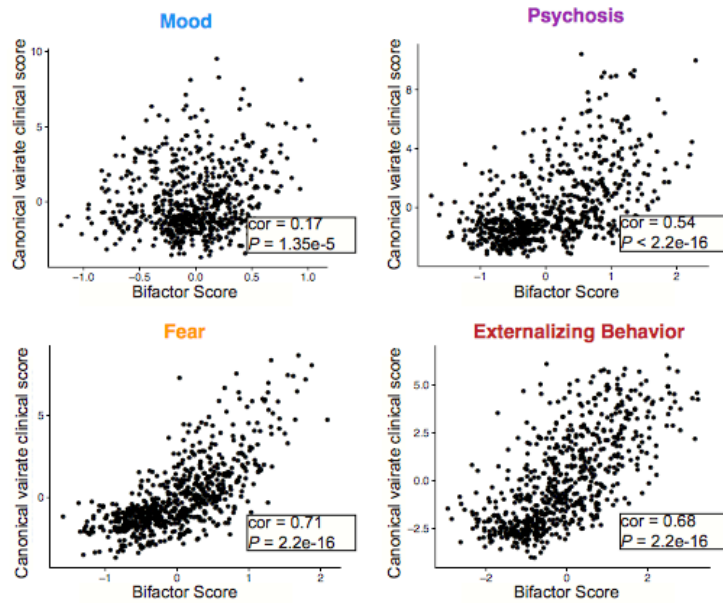 Mood
Canonical vairate clinical score
10
5
0
−1.0
−0.5
0.0
0.5
1.0
cor = 0.17
P = 1.35e-5
Bifactor Score
Psychosis
Canonical vairate clinical score
8
4
0
−1
0
1
2
cor = 0.54
P < 2.2e-16
Bifactor Score
Fear
Canonical vairate clinical score
5
0
−1
0
1
2
cor = 0.71
P = 2.2e-16
Bifactor Score
Externalizing Behavior
Canonical vairate clinical score
5.0
2.5
0.0
−2.5
−2
0
2
cor = 0.68
P = 2.2e-16
Bifactor Score